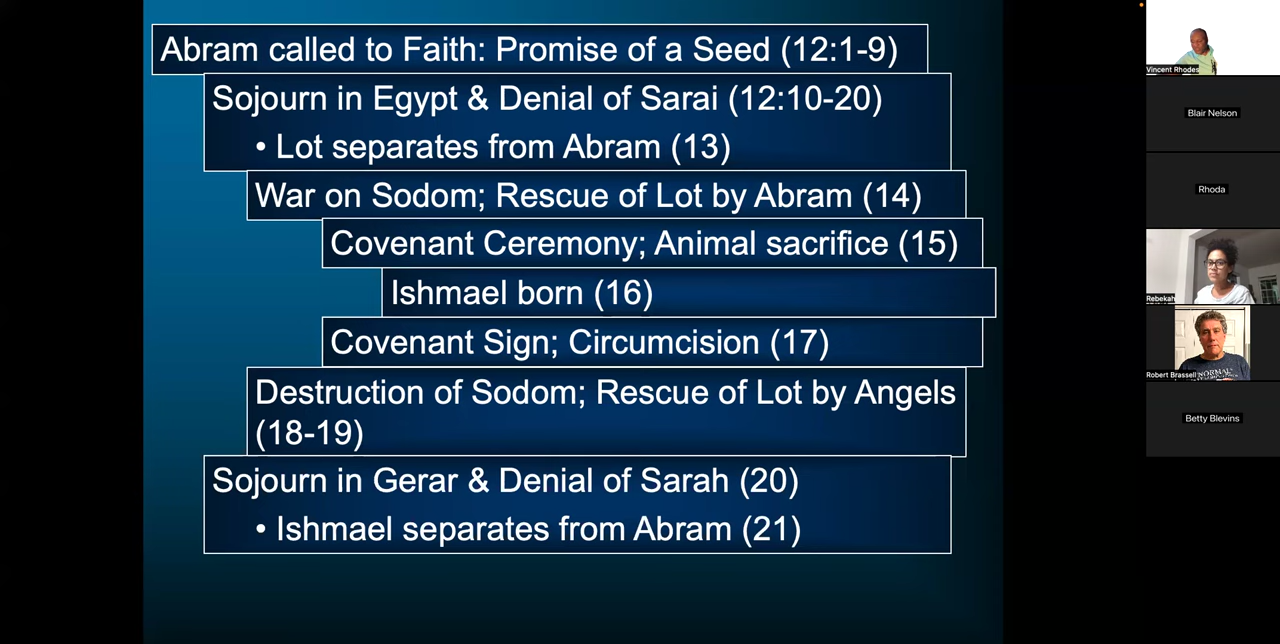 Abram called to Faith: Promise of a Seed (12:1-9)
Sojourn in Egypt & Denial of Sarai (12:10-20)
• Lot separates from Abram (13)
War on Sodom; Rescue of Lot by Abram (14)
Covenant Ceremony; Animal sacrifice (15)
Ishmael born (16)
Covenant Sign; Circumcision (17)
Destruction of Sodom; Rescue of Lot by Angels
(18-19)
Sojourn in Gerar & Denial of Sarah (20)
• Ishmael separates from Abram (21)
Vincent Rhodes
Blair Nelson
Rhoda
Rebekah
Robert Brassell
NORMAL
Betty Blevins